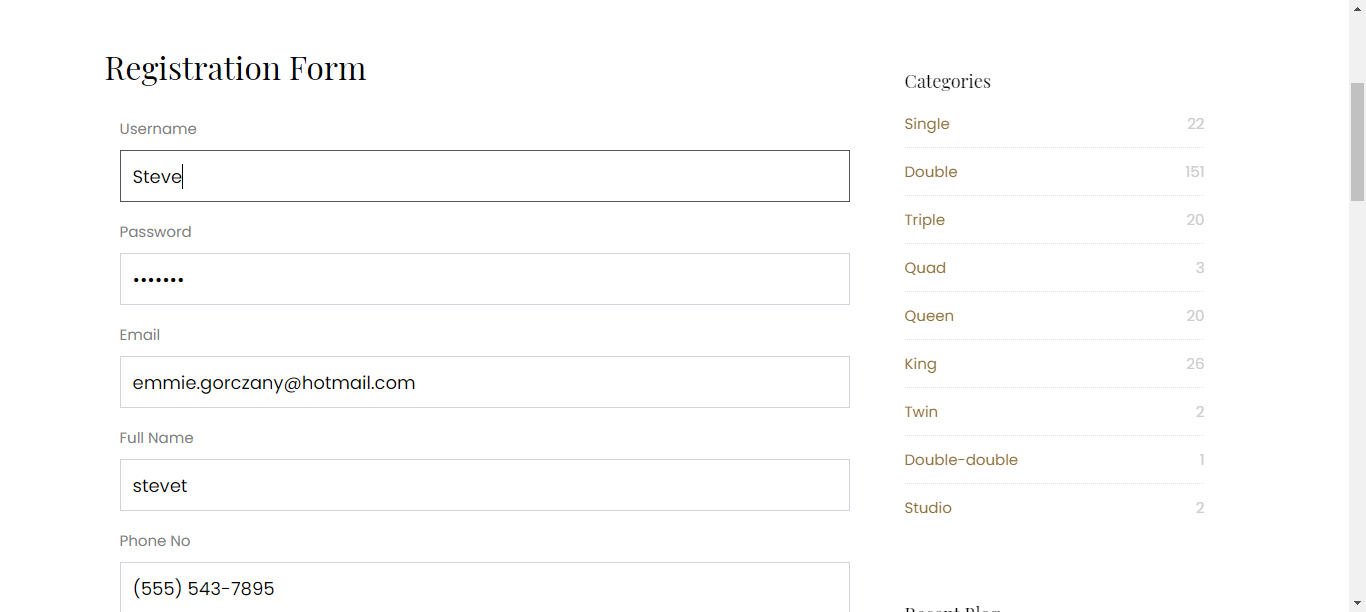 Registration Form
Username
Steve
Password
Email
emmie.gorczany@hotmail.com
Full Name
stevet
Phone No
(555) 543-7895
Categories
Single 22
Double 151
Triple 20
Quad 3
Queen 20
King 26
Twin 2
Double-double 1
Studio 2
Recent Blog